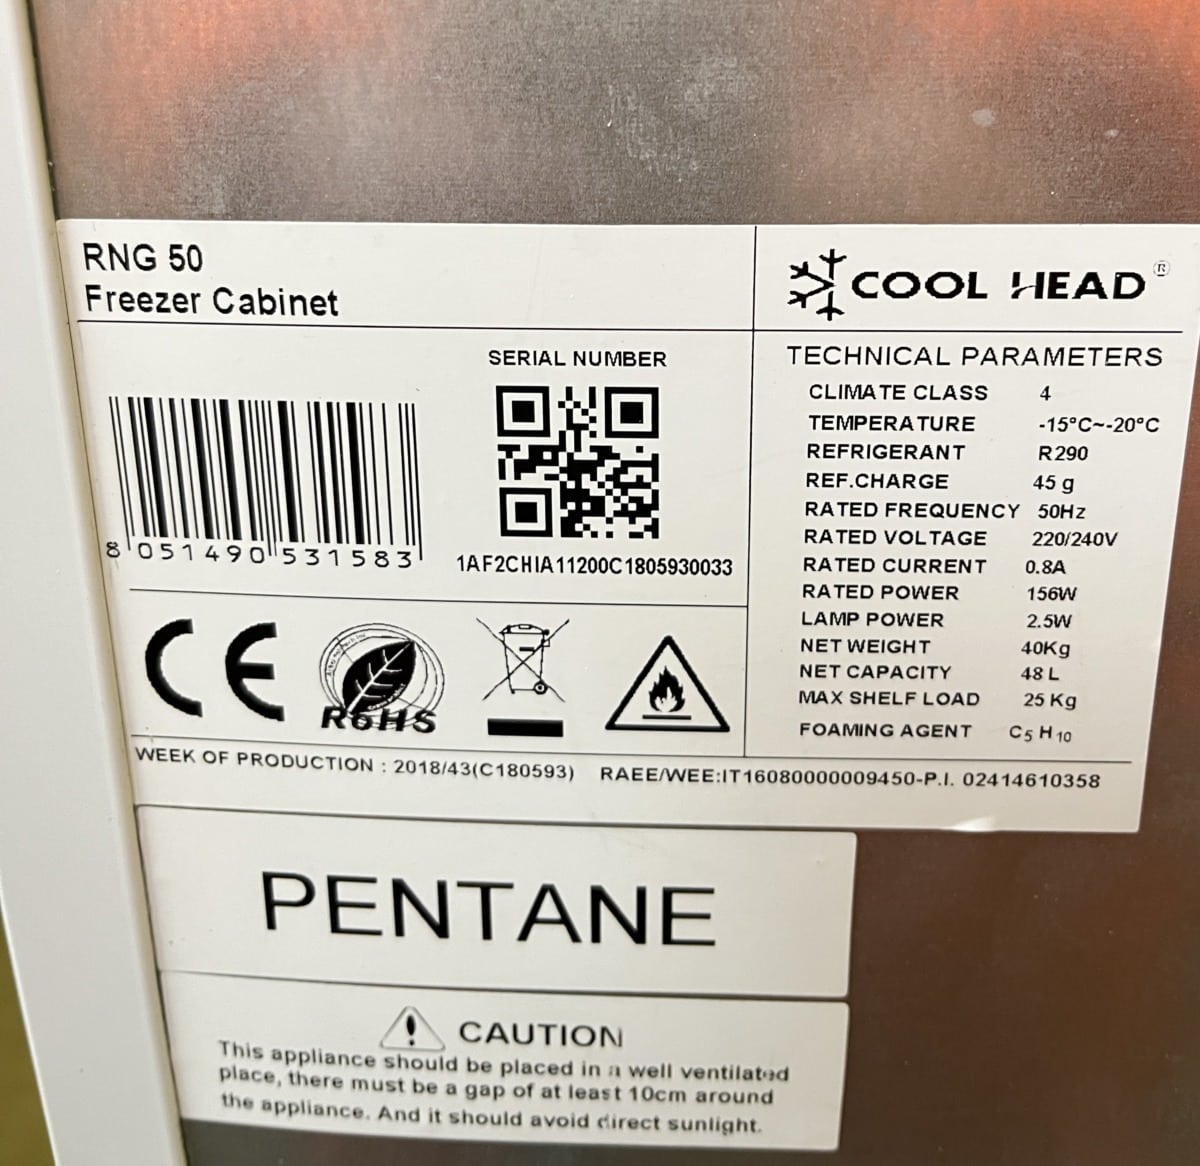 RNG 50
Freezer Cabinet
COOL HEAD®
SERIAL NUMBER
8 051490 531583
1AF2CHIA11200C1805930033
CE
RoHS
TECHNICAL PARAMETERS
CLIMATE CLASS 4
TEMPERATURE -15°C~-20°C
REFRIGERANT R290
REF.CHARGE 45 g
RATED FREQUENCY 50Hz
RATED VOLTAGE 220/240V
RATED CURRENT 0.8A
RATED POWER 156W
LAMP POWER 2.5W
NET WEIGHT 40Kg
NET CAPACITY 48 L
MAX SHELF LOAD 25 Kg
FOAMING AGENT C5 H10
WEEK OF PRODUCTION : 2018/43(C180593) RAEE/WEE:IT16080000009450-P.I. 02414610358
PENTANE
CAUTION
This appliance should be placed in a well ventilated
place, there must be a gap of at least 10cm around
the appliance. And it should avoid direct sunlight.